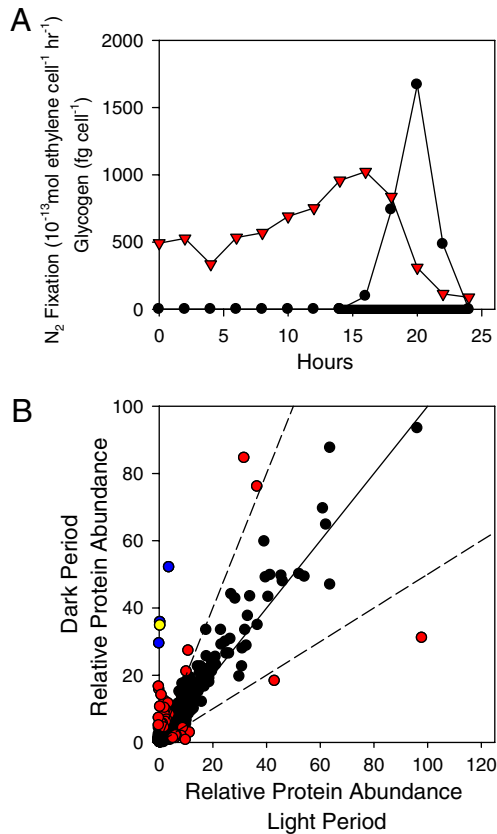 A
N₂ Fixation (10⁻¹³mol ethylene cell⁻¹ hr⁻¹)
Glycogen (fg cell⁻¹)
2000
1500
1000
500
0
0 5 10 15 20 25
Hours
B
Dark Period
Relative Protein Abundance
100
80
60
40
20
0
0 20 40 60 80 100 120
Relative Protein Abundance
Light Period